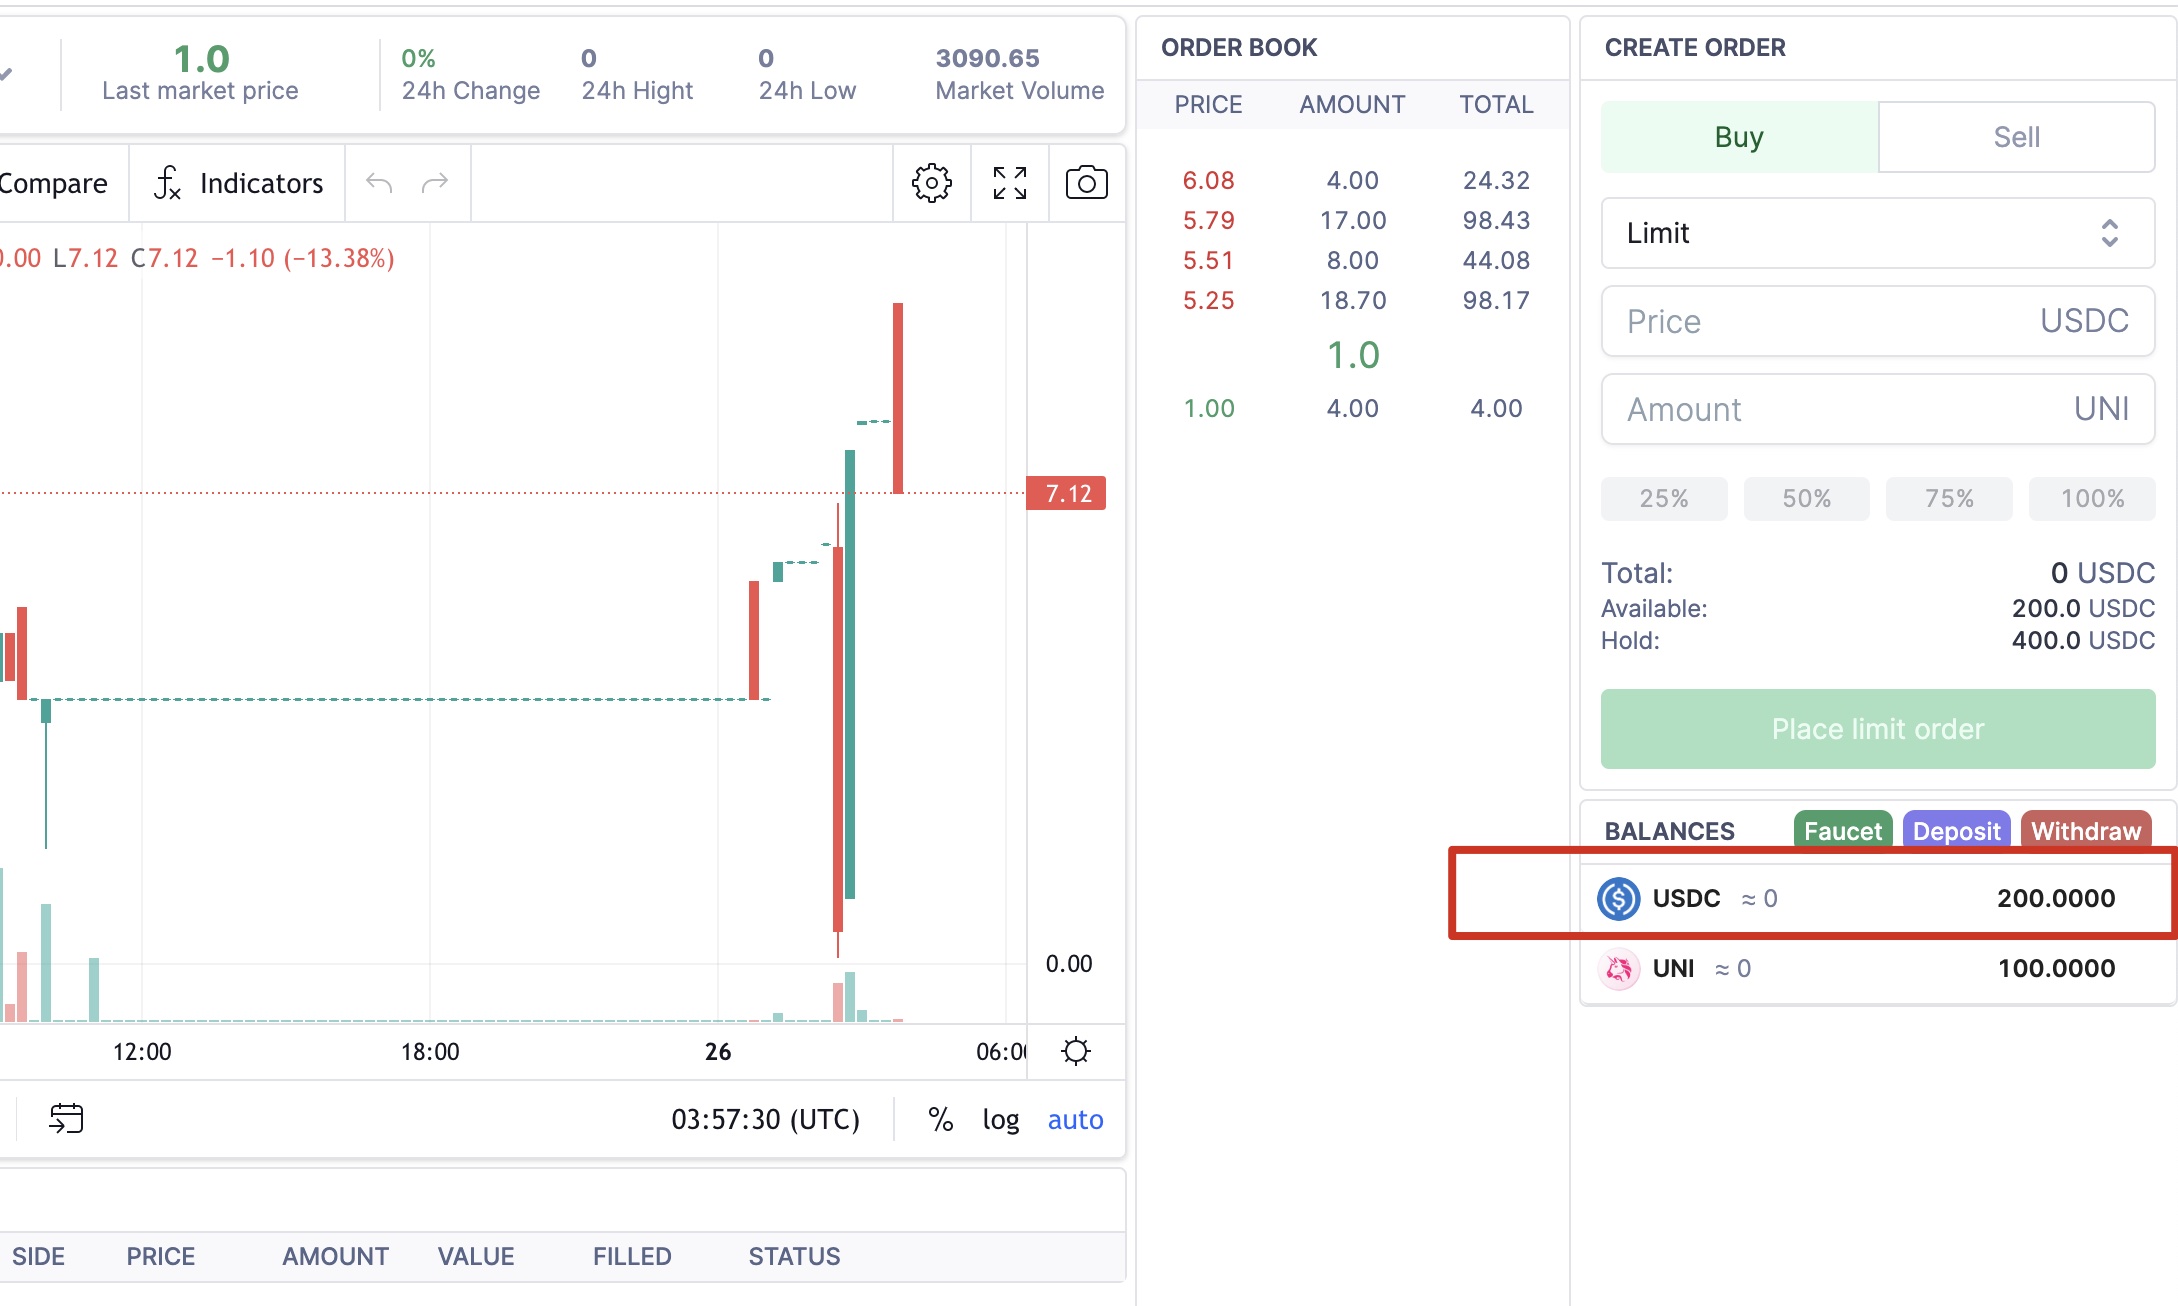 1.0
Last market price
0%
24h Change
0
24h Hight
0
24h Low
3090.65
Market Volume
Compare
Indicators
0.00 L7.12 C7.12 −1.10 (−13.38%)
7.12
0.00
12:00 18:00 26 06:00
03:57:30 (UTC) % log auto
SIDE PRICE AMOUNT VALUE FILLED STATUS
ORDER BOOK
PRICE AMOUNT TOTAL
6.08 4.00 24.32
5.79 17.00 98.43
5.51 8.00 44.08
5.25 18.70 98.17
1.0
1.00 4.00 4.00
CREATE ORDER
Buy Sell
Limit
Price USDC
Amount UNI
25% 50% 75% 100%
Total: 0 USDC
Available: 200.0 USDC
Hold: 400.0 USDC
Place limit order
BALANCES Faucet Deposit Withdraw
USDC ≈ 0 200.0000
UNI ≈ 0 100.0000